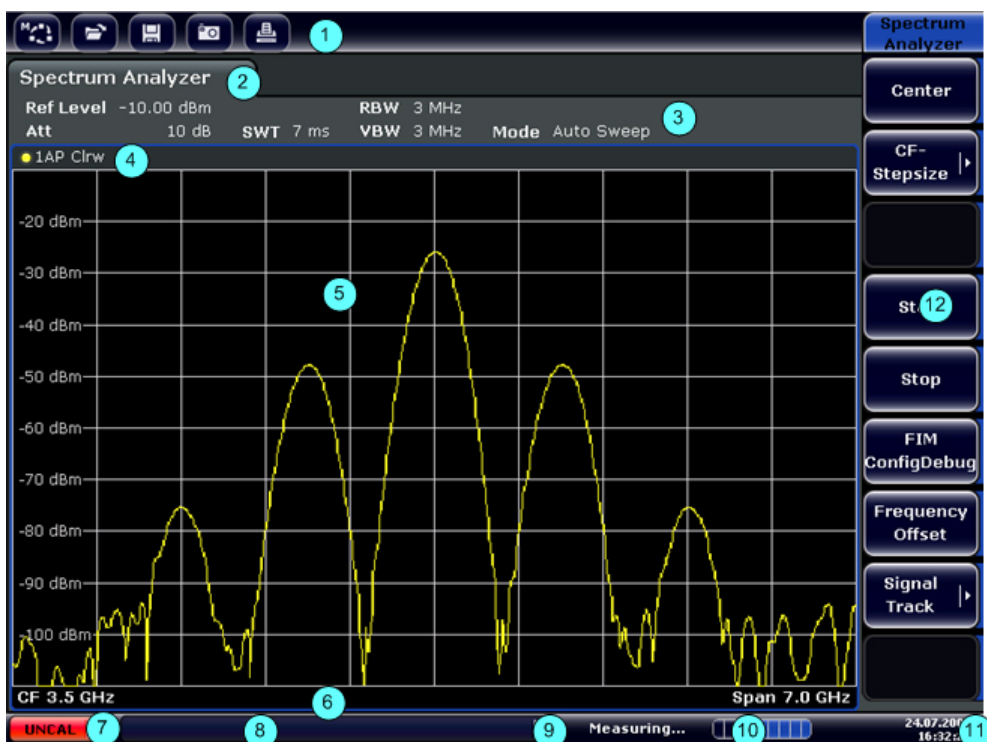 1
Spectrum
Analyzer
Spectrum Analyzer 2
Ref Level -10.00 dBm RBW 3 MHz 3
Att 10 dB SWT 7 ms VBW 3 MHz Mode Auto Sweep
1AP Clrw 4
-20 dBm
-30 dBm
5
-40 dBm
-50 dBm
-60 dBm
-70 dBm
-80 dBm
-90 dBm
-100 dBm
CF 3.5 GHz 6 Span 7.0 GHz
UNCAL 7 8 9 Measuring... 10 11
16:32:
Center
CF-
Stepsize
12
Stop
FIM
ConfigDebug
Frequency
Offset
Signal
Track